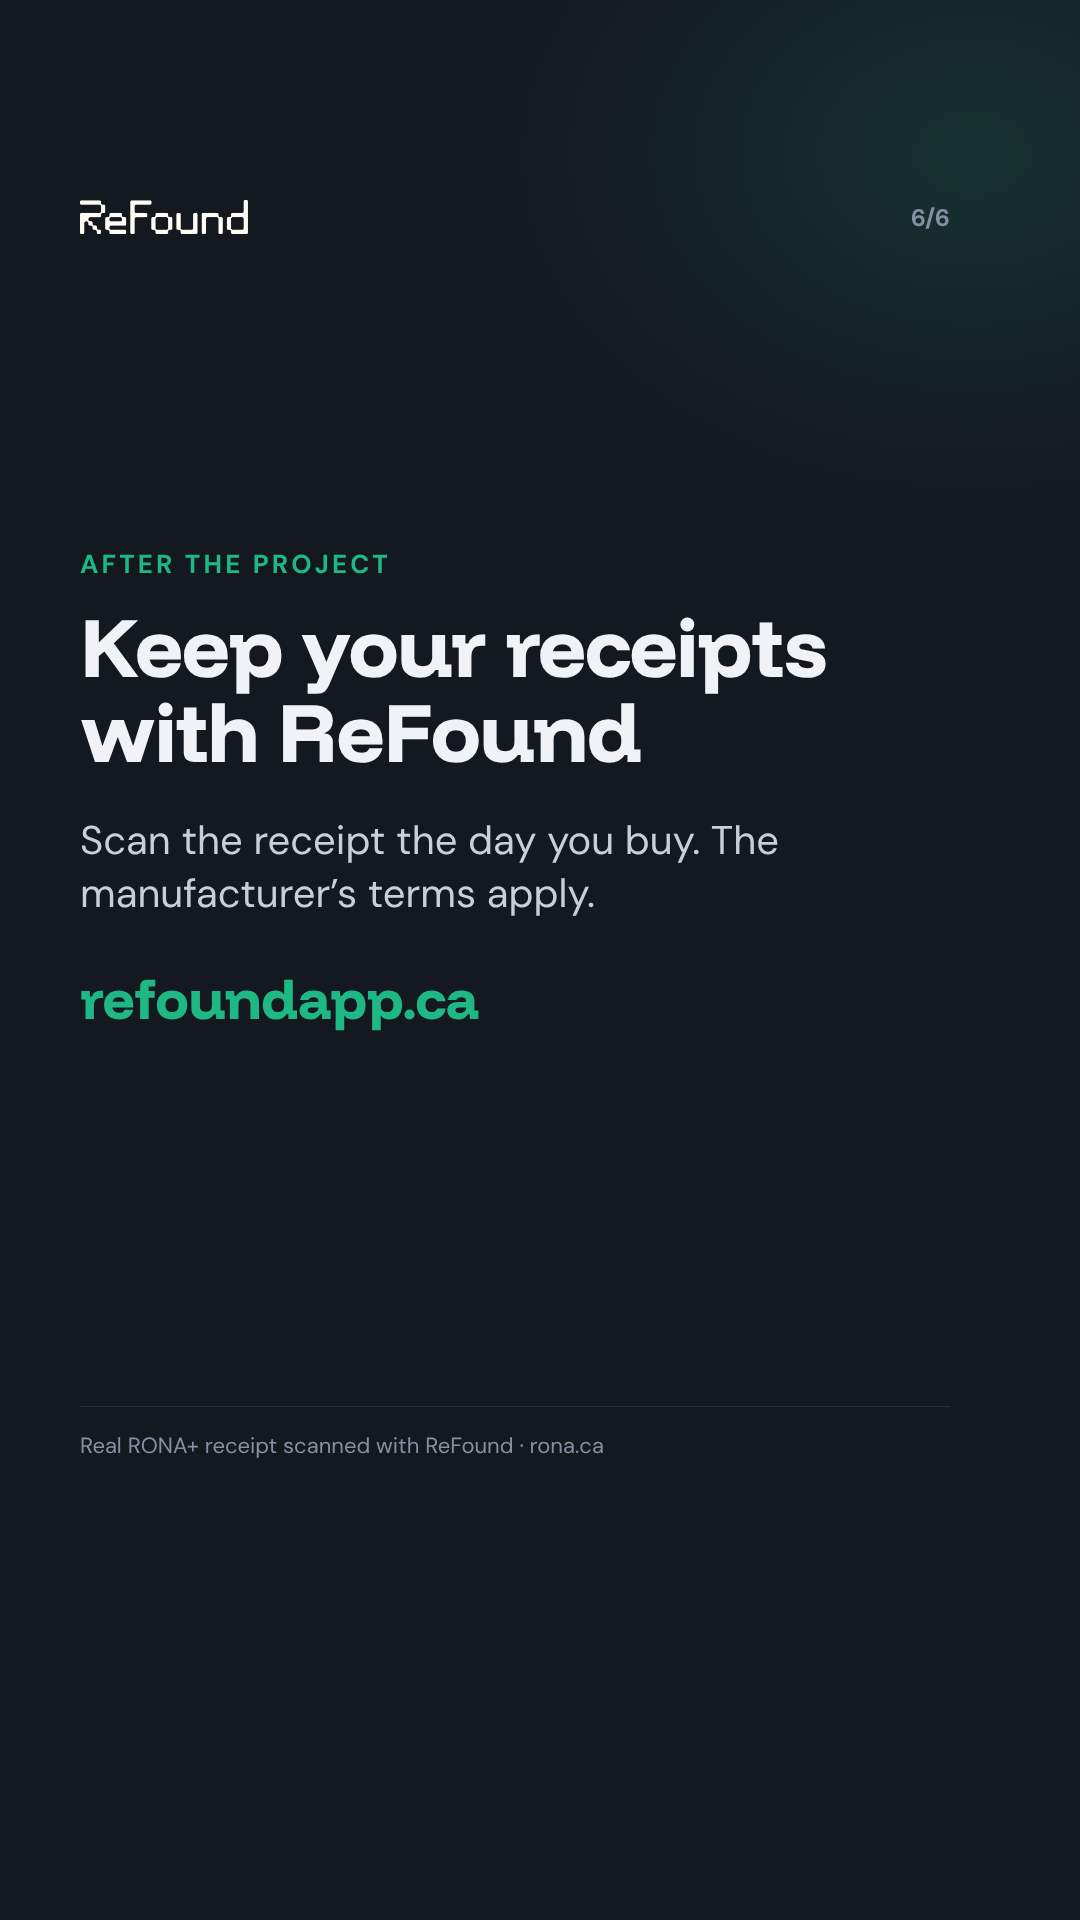 ReFound
6/6
AFTER THE PROJECT
Keep your receipts
with ReFound
Scan the receipt the day you buy. The
manufacturer’s terms apply.
refoundapp.ca
Real RONA+ receipt scanned with ReFound · rona.ca